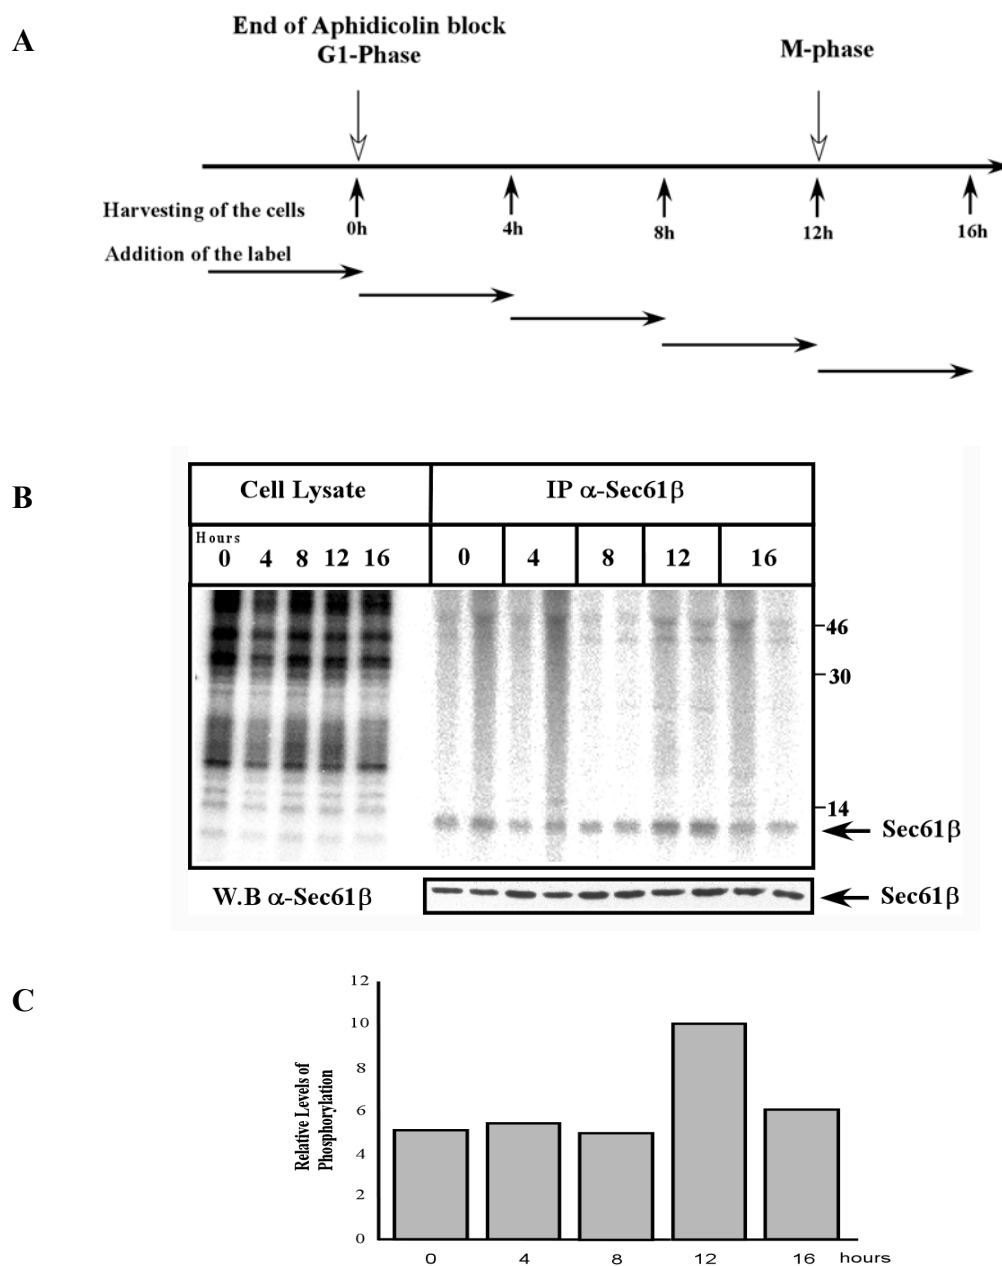 A
End of Aphidicolin block
G1-Phase
M-phase
Harvesting of the cells
0h
4h
8h
12h
16h
Addition of the label
B
Cell Lysate
IP α-Sec61β
Hours
0 4 8 12 16
0 4 8 12 16
46
30
14
Sec61β
W.B α-Sec61β
Sec61β
C
Relative Levels of
Phosphorylation
12
10
8
6
4
2
0
0 4 8 12 16 hours